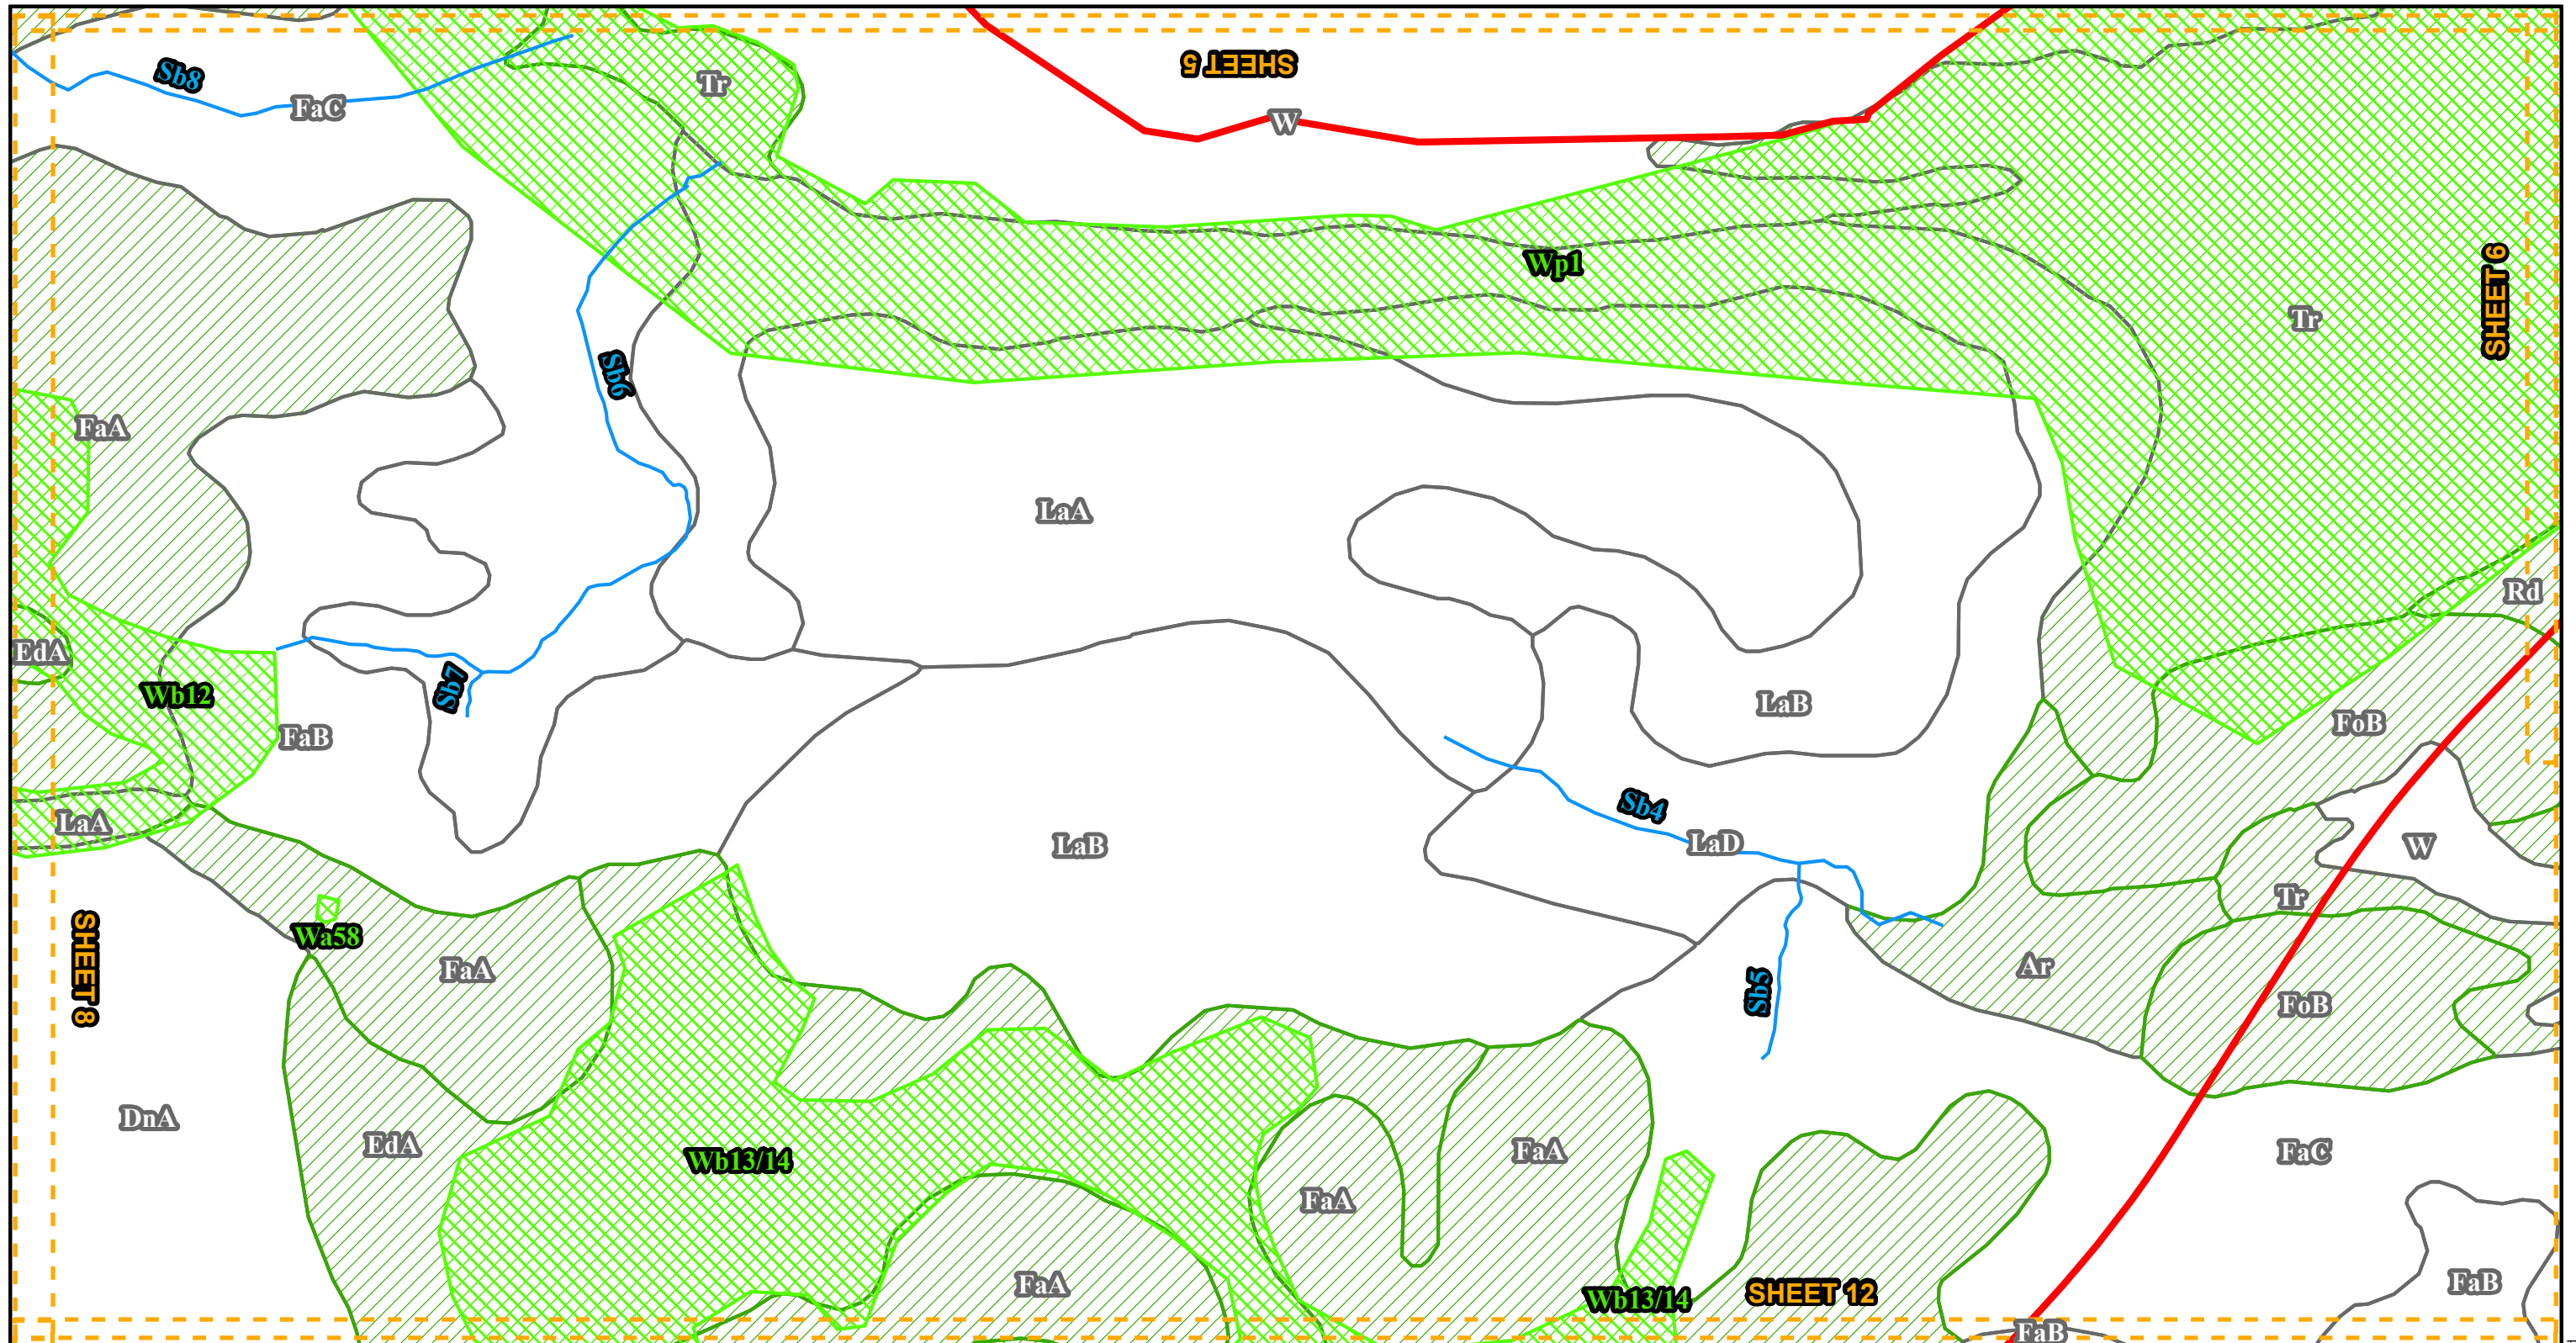 SHEET 5
Sb8
Tr
FaC
W
Wp1
SHEET 6
Tr
Sb6
FaA
LaA
Rd
EdA
Wb12
Sb7
LaB
FoB
FaB
Sb4
LaA
LaD
LaB
W
Tr
Wa58
SHEET 8
FaA
Ar
Sb5
FoB
DnA
EdA
Wb13/14
FaA
FaC
FaA
FaA
Wb13/14
SHEET 12
FaB
FaB